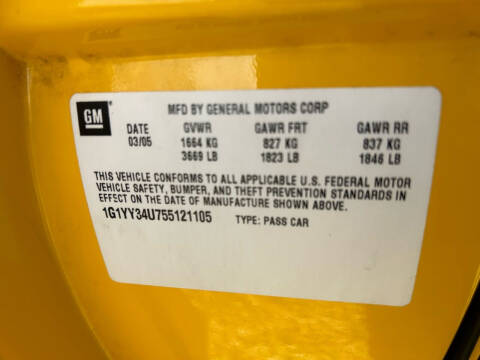 GM
MFD BY GENERAL MOTORS CORP
DATE GVWR GAWR FRT GAWR RR
03/05 1664 KG 827 KG 837 KG
3669 LB 1823 LB 1846 LB
THIS VEHICLE CONFORMS TO ALL APPLICABLE U.S. FEDERAL MOTOR
VEHICLE SAFETY, BUMPER, AND THEFT PREVENTION STANDARDS IN
EFFECT ON THE DATE OF MANUFACTURE SHOWN ABOVE.
1G1YY34U755121105 TYPE: PASS CAR